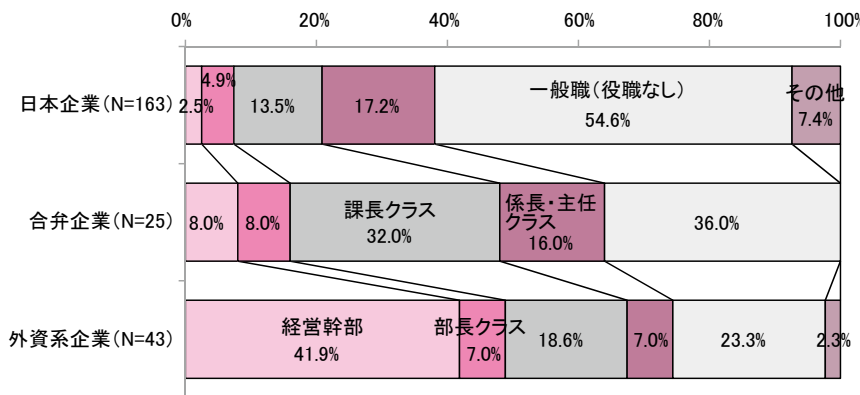 0% 20% 40% 60% 80% 100%
日本企業(N=163)
2.5%
4.9%
13.5%
17.2%
一般職(役職なし)
54.6%
その他
7.4%
合弁企業(N=25)
8.0%
8.0%
課長クラス
32.0%
係長・主任
クラス
16.0%
36.0%
外資系企業(N=43)
経営幹部
41.9%
部長クラス
7.0%
18.6%
7.0%
23.3%
2.3%